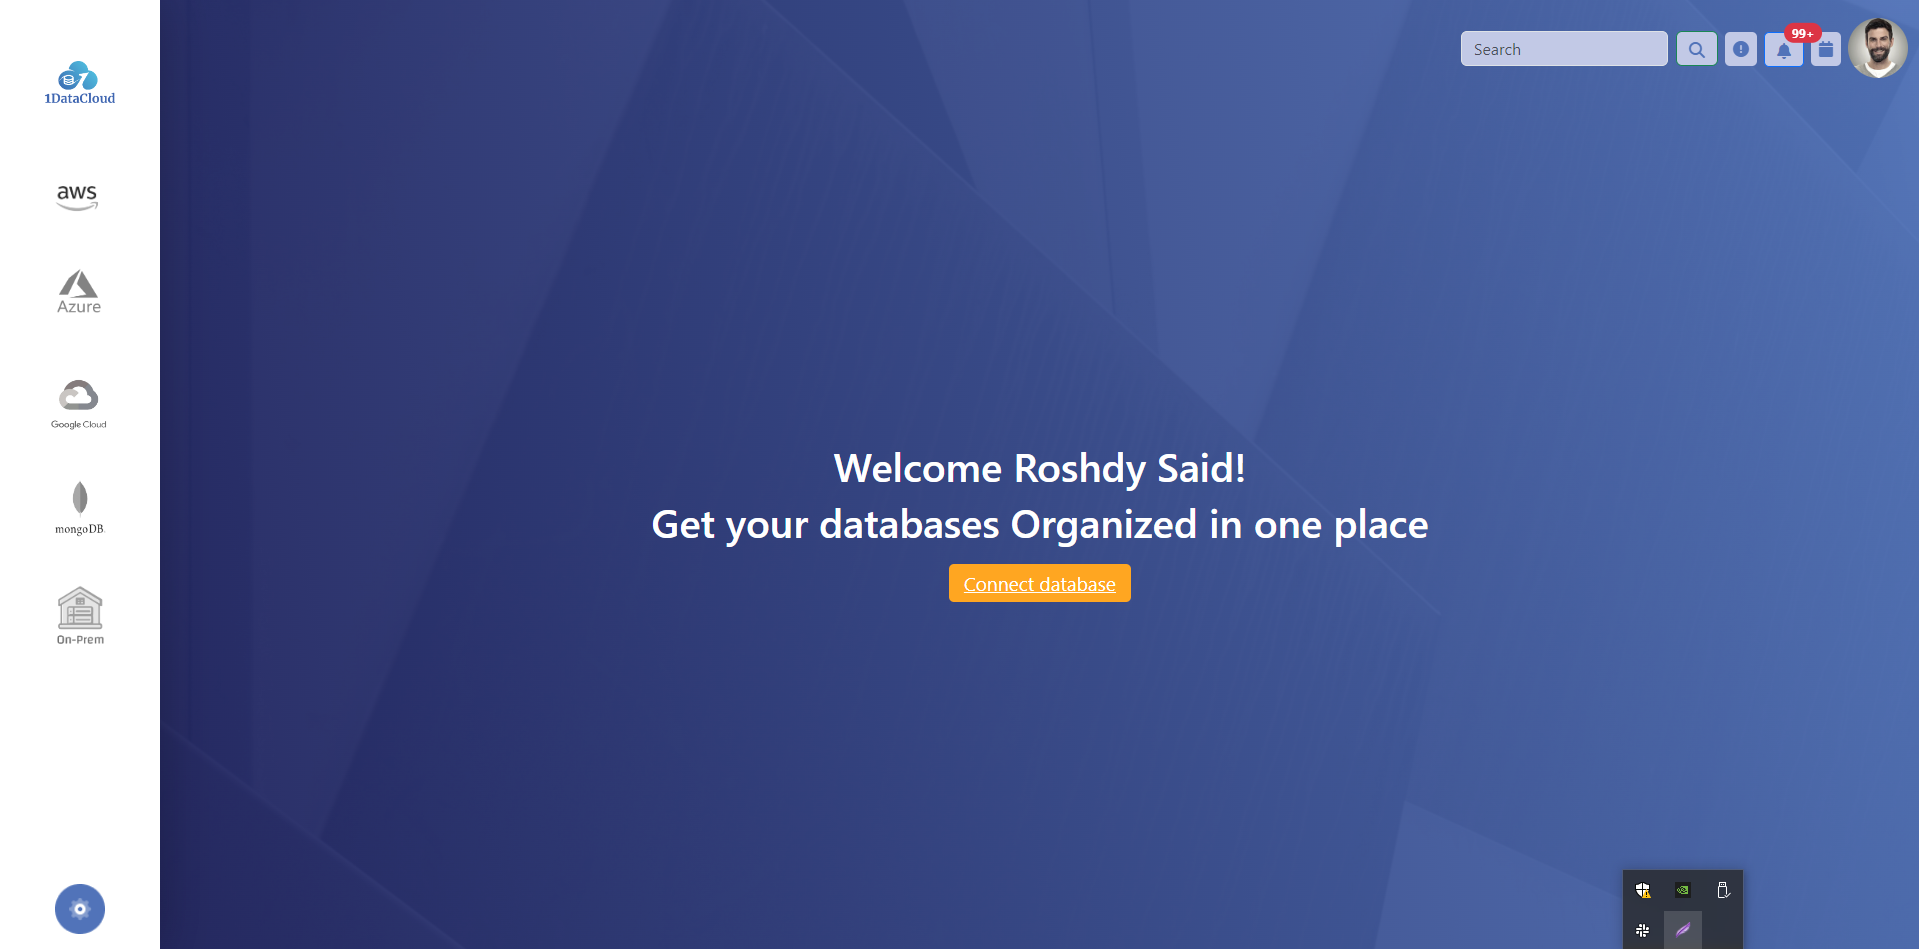 1DataCloud
aws
Azure
Google Cloud
mongoDB.
On-Prem
Search
99+
Welcome Roshdy Said!
Get your databases Organized in one place
Connect database